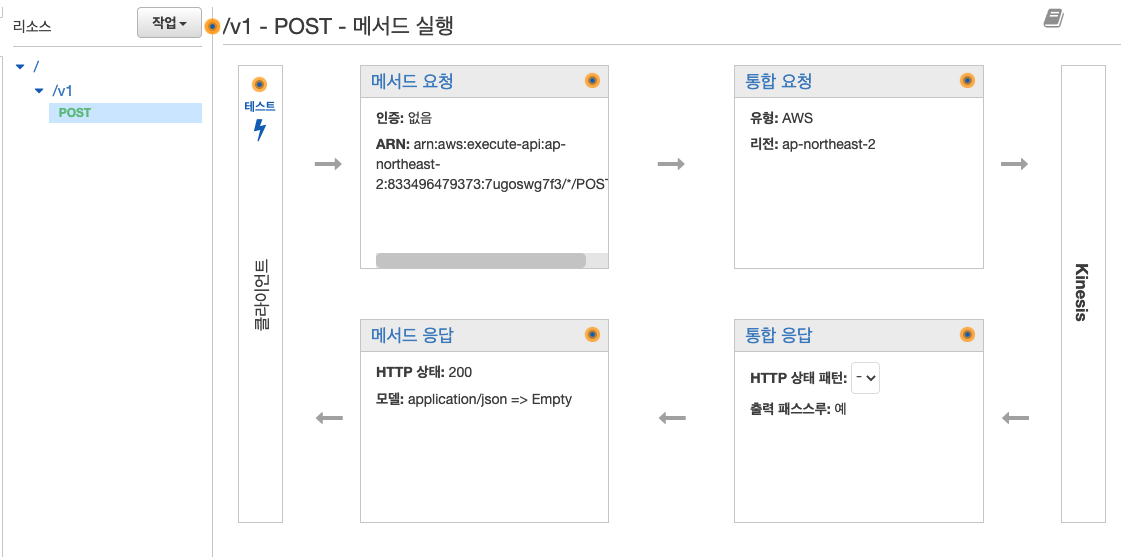 리소스
작업
/v1 - POST - 메서드 실행
/
/v1
POST
테스트
클라이언트
메서드 요청
인증: 없음
ARN: arn:aws:execute-api:ap-
northeast-
2:833496479373:7ugoswg7f3/*/POST
통합 요청
유형: AWS
리전: ap-northeast-2
Kinesis
메서드 응답
HTTP 상태: 200
모델: application/json => Empty
통합 응답
HTTP 상태 패턴: -
출력 패스스루: 예